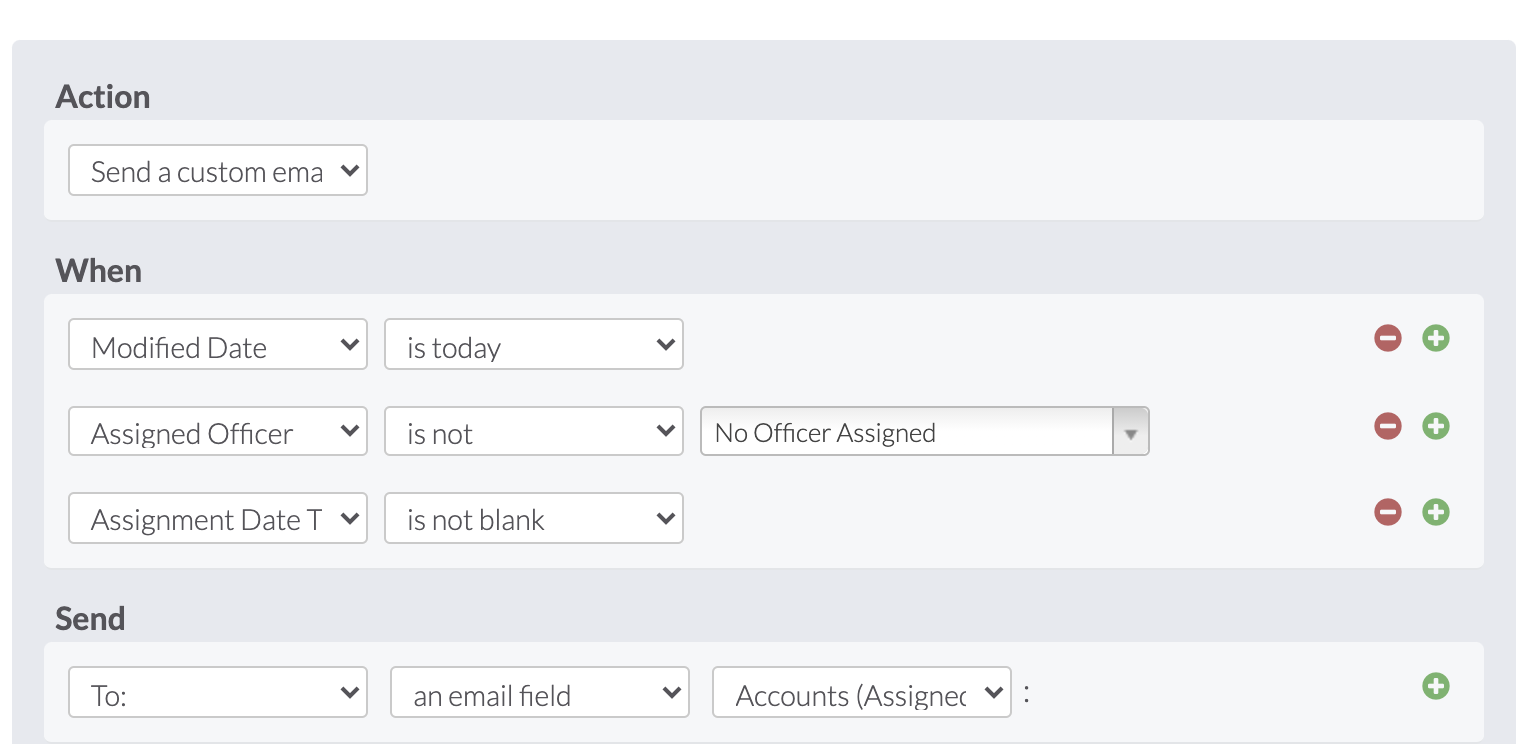 Action
Send a custom ema
When
Modified Date is today
Assigned Officer is not No Officer Assigned
Assignment Date T is not blank
Send
To: an email field Accounts (Assigned :